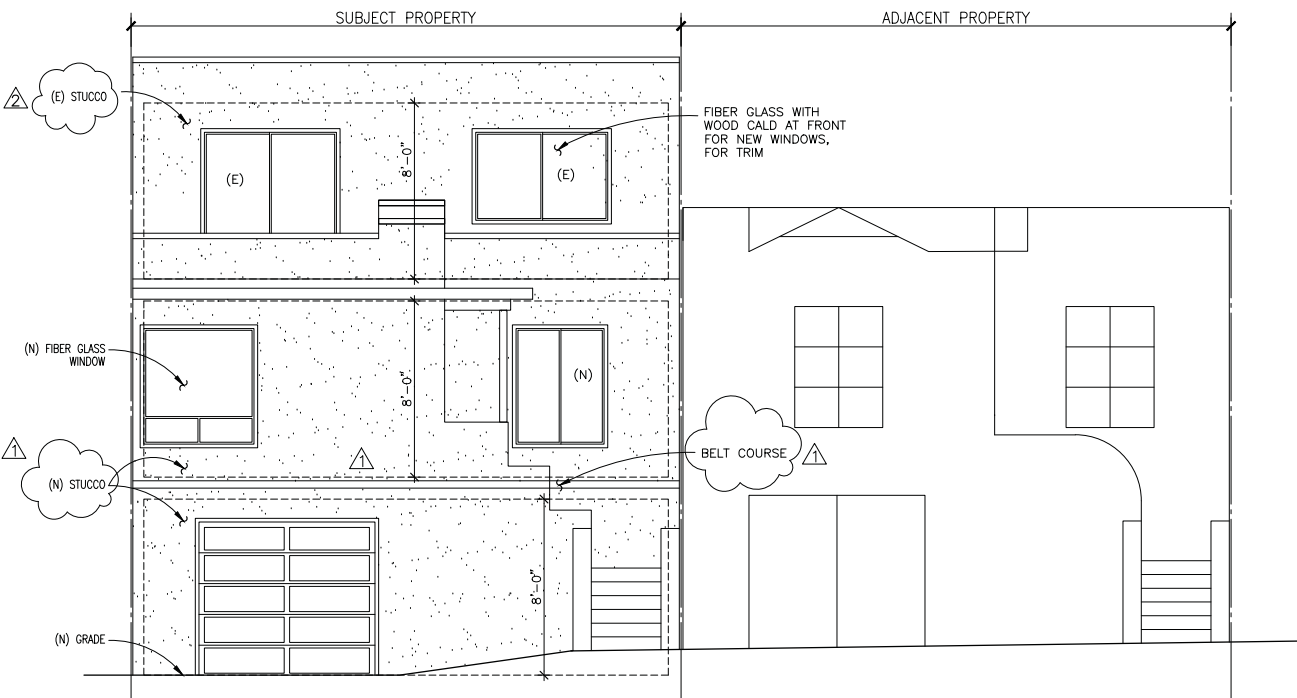 SUBJECT PROPERTY
ADJACENT PROPERTY
2
(E) STUCCO
FIBER GLASS WITH
WOOD CALD AT FRONT
FOR NEW WINDOWS,
FOR TRIM
8'-0"
(E)
(E)
(N) FIBER GLASS
WINDOW
8'-0"
(N)
1
1
BELT COURSE
1
(N) STUCCO
8'-0"
(N) GRADE